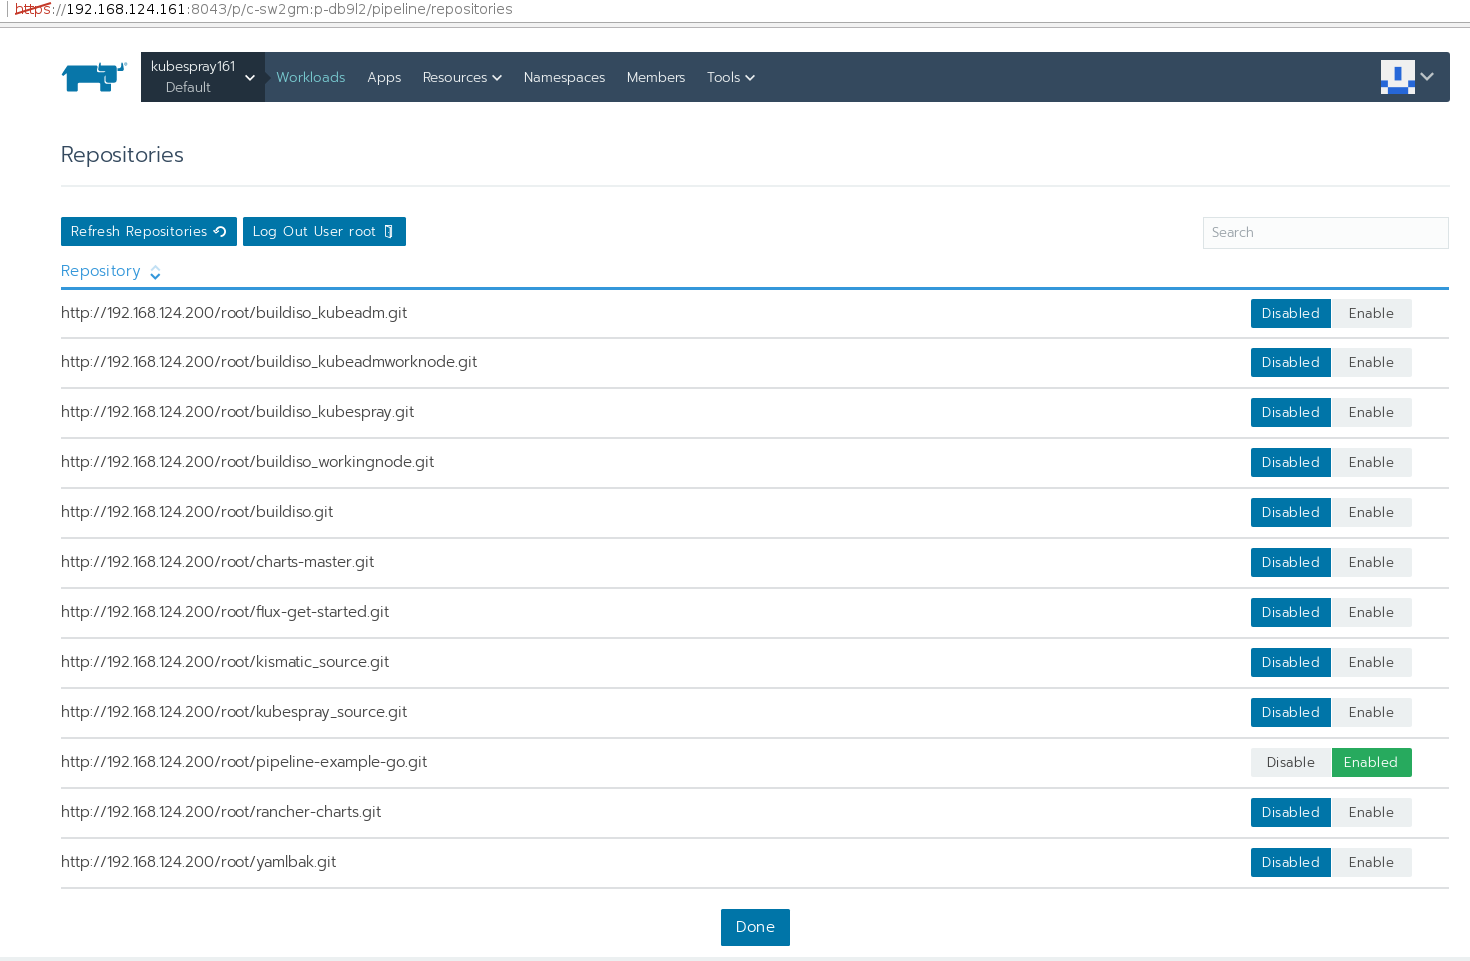 https://192.168.124.161:8043/p/c-sw2gm:p-db9l2/pipeline/repositories
kubespray161
Default
Workloads Apps Resources Namespaces Members Tools
Repositories
Refresh Repositories Log Out User root Search
Repository
http://192.168.124.200/root/buildiso_kubeadm.git Disabled Enable
http://192.168.124.200/root/buildiso_kubeadmworknode.git Disabled Enable
http://192.168.124.200/root/buildiso_kubespray.git Disabled Enable
http://192.168.124.200/root/buildiso_workingnode.git Disabled Enable
http://192.168.124.200/root/buildiso.git Disabled Enable
http://192.168.124.200/root/charts-master.git Disabled Enable
http://192.168.124.200/root/flux-get-started.git Disabled Enable
http://192.168.124.200/root/kismatic_source.git Disabled Enable
http://192.168.124.200/root/kubespray_source.git Disabled Enable
http://192.168.124.200/root/pipeline-example-go.git Disable Enabled
http://192.168.124.200/root/rancher-charts.git Disabled Enable
http://192.168.124.200/root/yamlbak.git Disabled Enable
Done